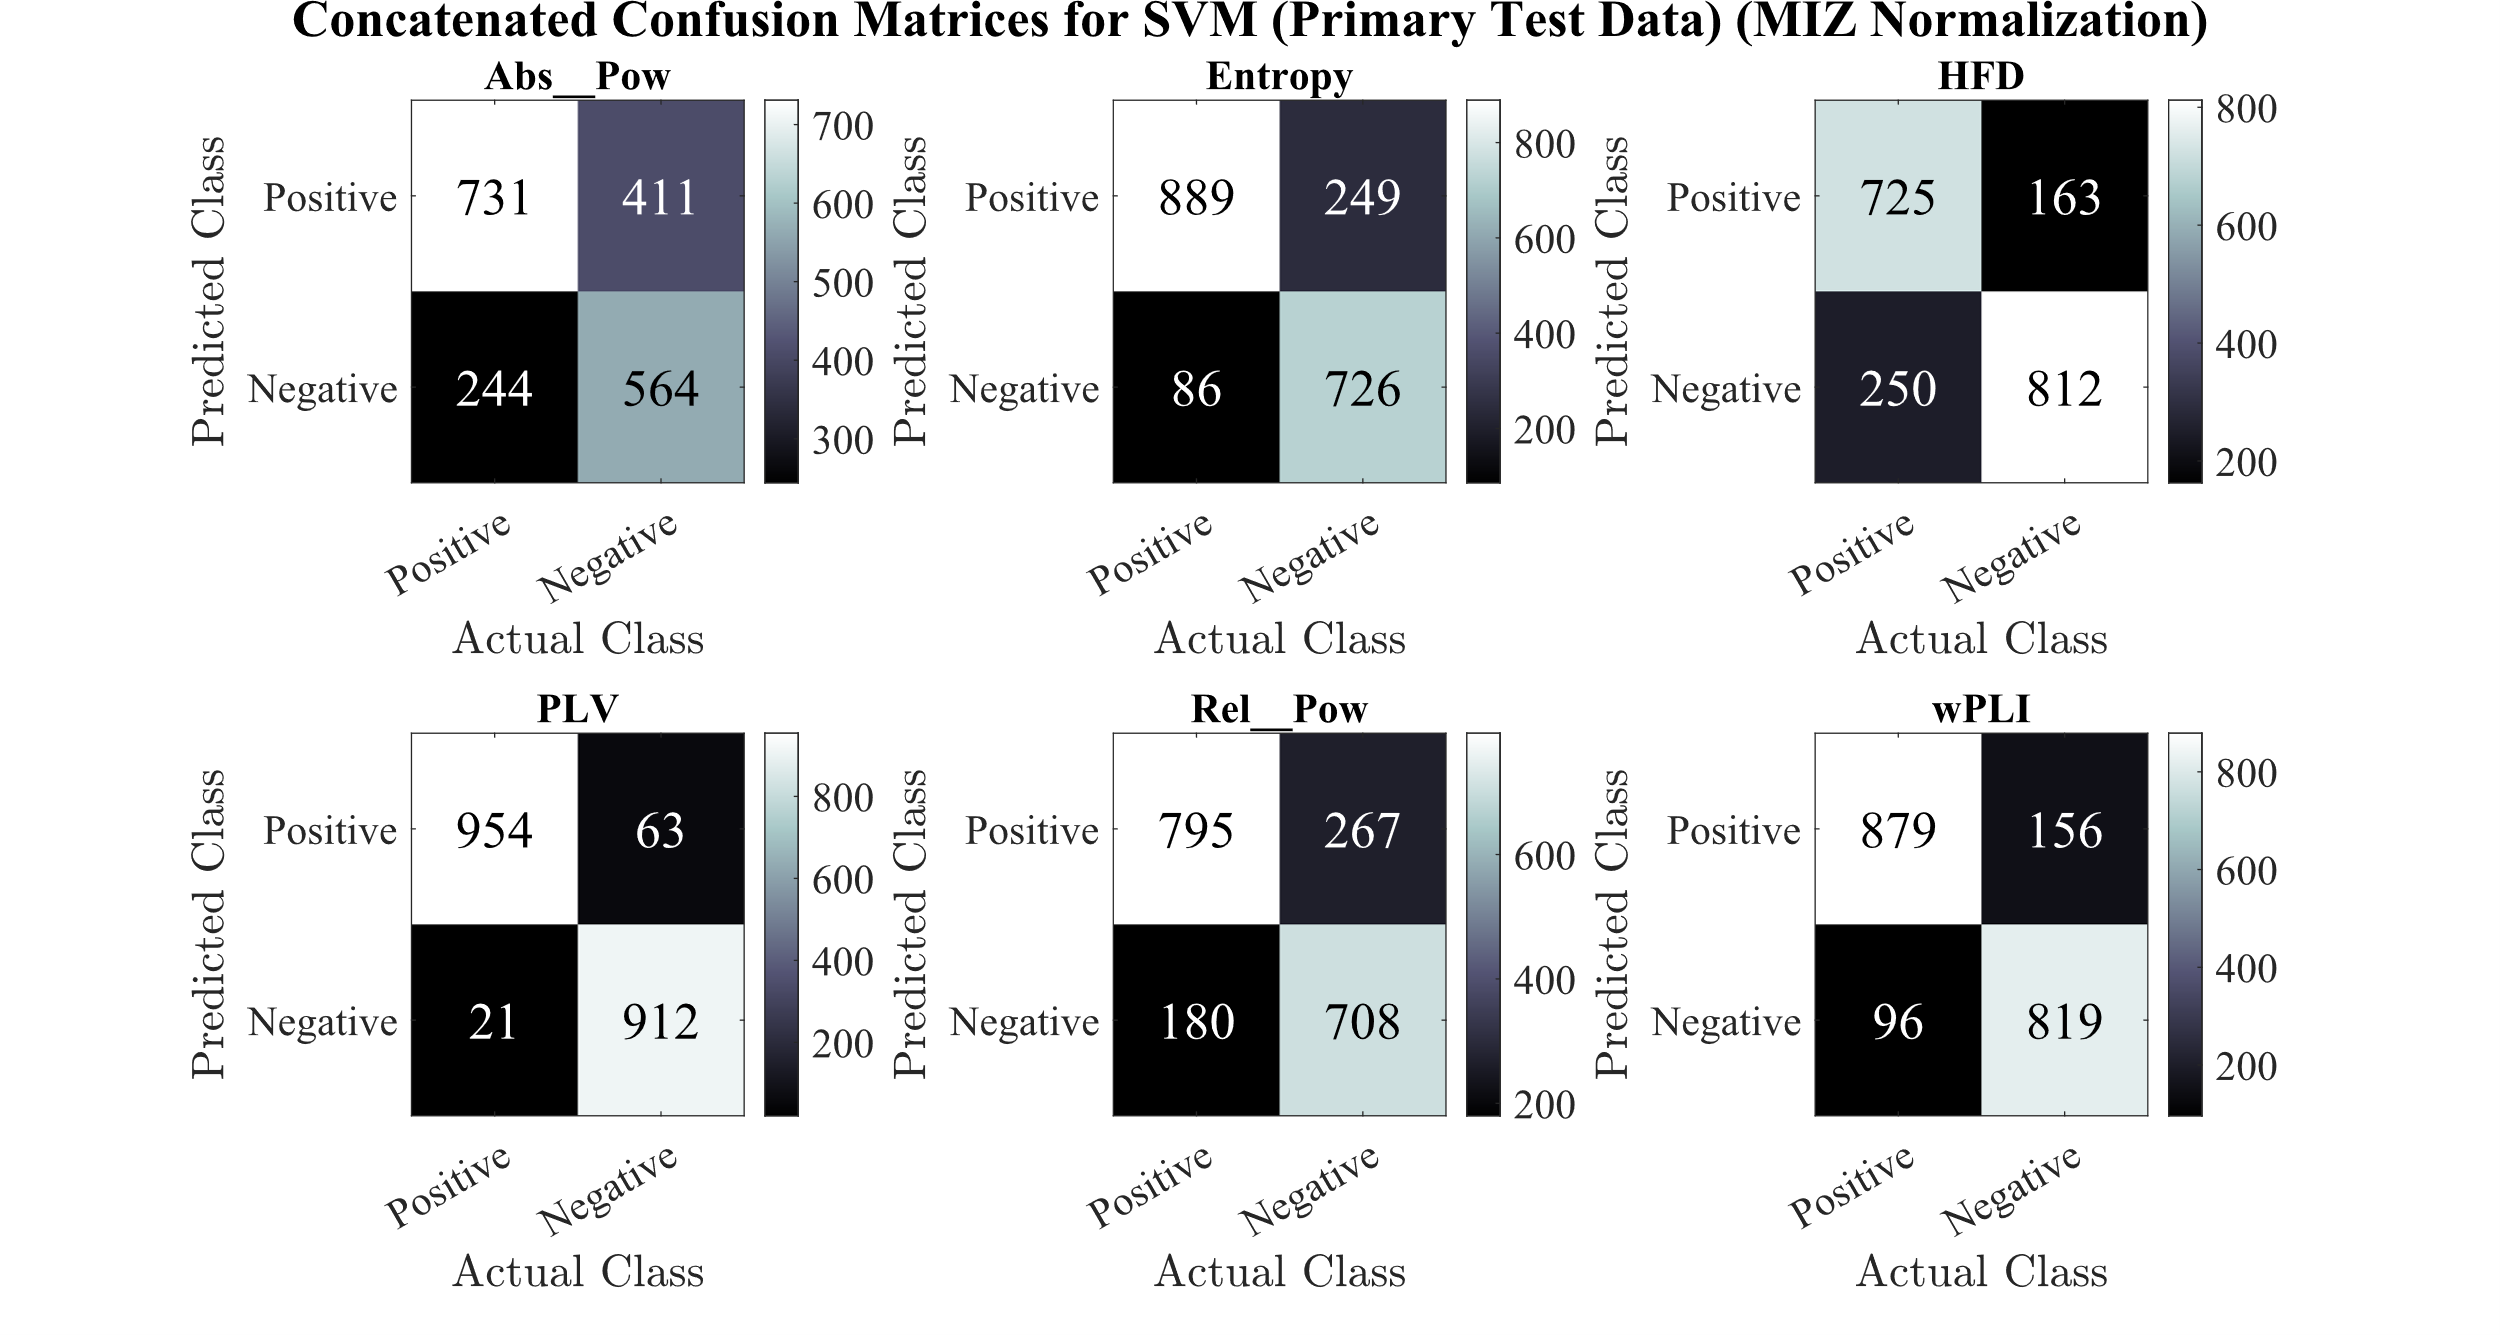 Concatenated Confusion Matrices for SVM (Primary Test Data) (MIZ Normalization)
Abs__Pow
Predicted Class
Positive
Negative
731
411
244
564
700
600
500
400
300
Positive
Negative
Actual Class
Entropy
Predicted Class
Positive
Negative
889
249
86
726
800
600
400
200
Positive
Negative
Actual Class
HFD
Predicted Class
Positive
Negative
725
163
250
812
800
600
400
200
Positive
Negative
Actual Class
PLV
Predicted Class
Positive
Negative
954
63
21
912
800
600
400
200
Positive
Negative
Actual Class
Rel__Pow
Predicted Class
Positive
Negative
795
267
180
708
600
400
200
Positive
Negative
Actual Class
wPLI
Predicted Class
Positive
Negative
879
156
96
819
800
600
400
200
Positive
Negative
Actual Class